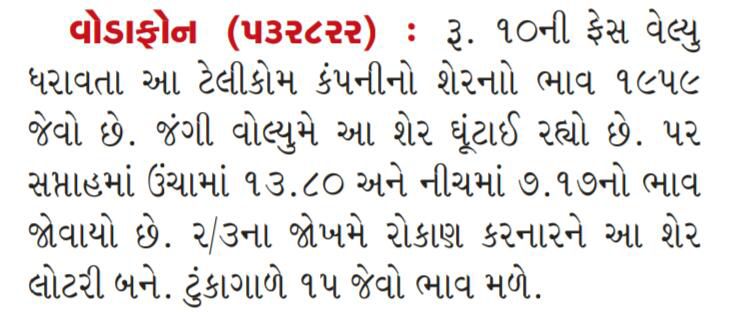 વોડાફોન (૫૩૨૮૨૨) : રૂ. ૧૦ની ફેસ વેલ્યુ
ધરાવતા આ ટેલીકોમ કંપનીનો શેરનાો ભાવ ૧૯૫૯
જેવો છે. જંગી વોલ્યુમે આ શેર ઘૂંટાઈ રહ્યો છે. ૫૨
સપ્તાહમાં ઉંચામાં ૧૩.૮૦ અને નીચમાં ૭.૧૭નો ભાવ
જોવાયો છે. ૨/૩ના જોખમે રોકાણ કરનારને આ શેર
લોટરી બને. ટુંકાગાળે ૧૫ જેવો ભાવ મળે.